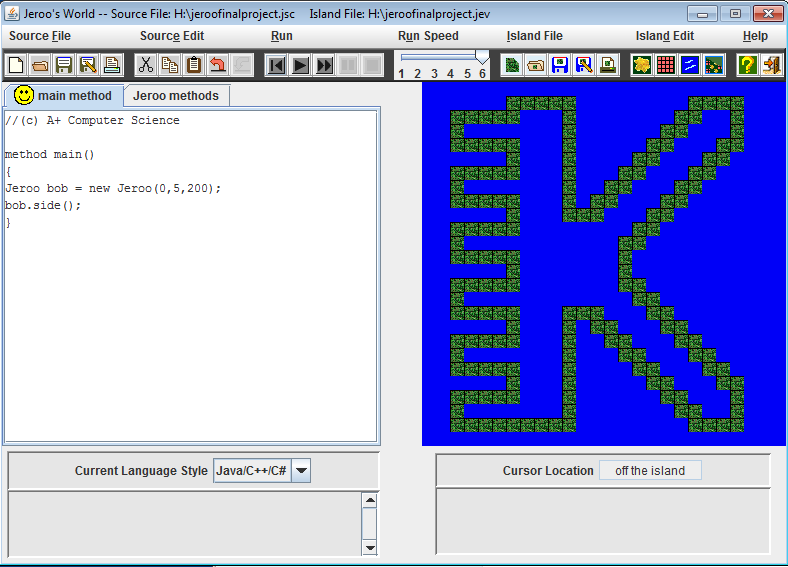 Jeroo's World -- Source File: H:\jeroofinalproject.jsc     Island File: H:\jeroofinalproject.jev
Source File Source Edit Run Run Speed Island File Island Edit Help
1 2 3 4 5 6
main method Jeroo methods
//(c) A+ Computer Science
method main()
{
Jeroo bob = new Jeroo(0,5,200);
bob.side();
}
Current Language Style Java/C++/C#
Cursor Location off the island